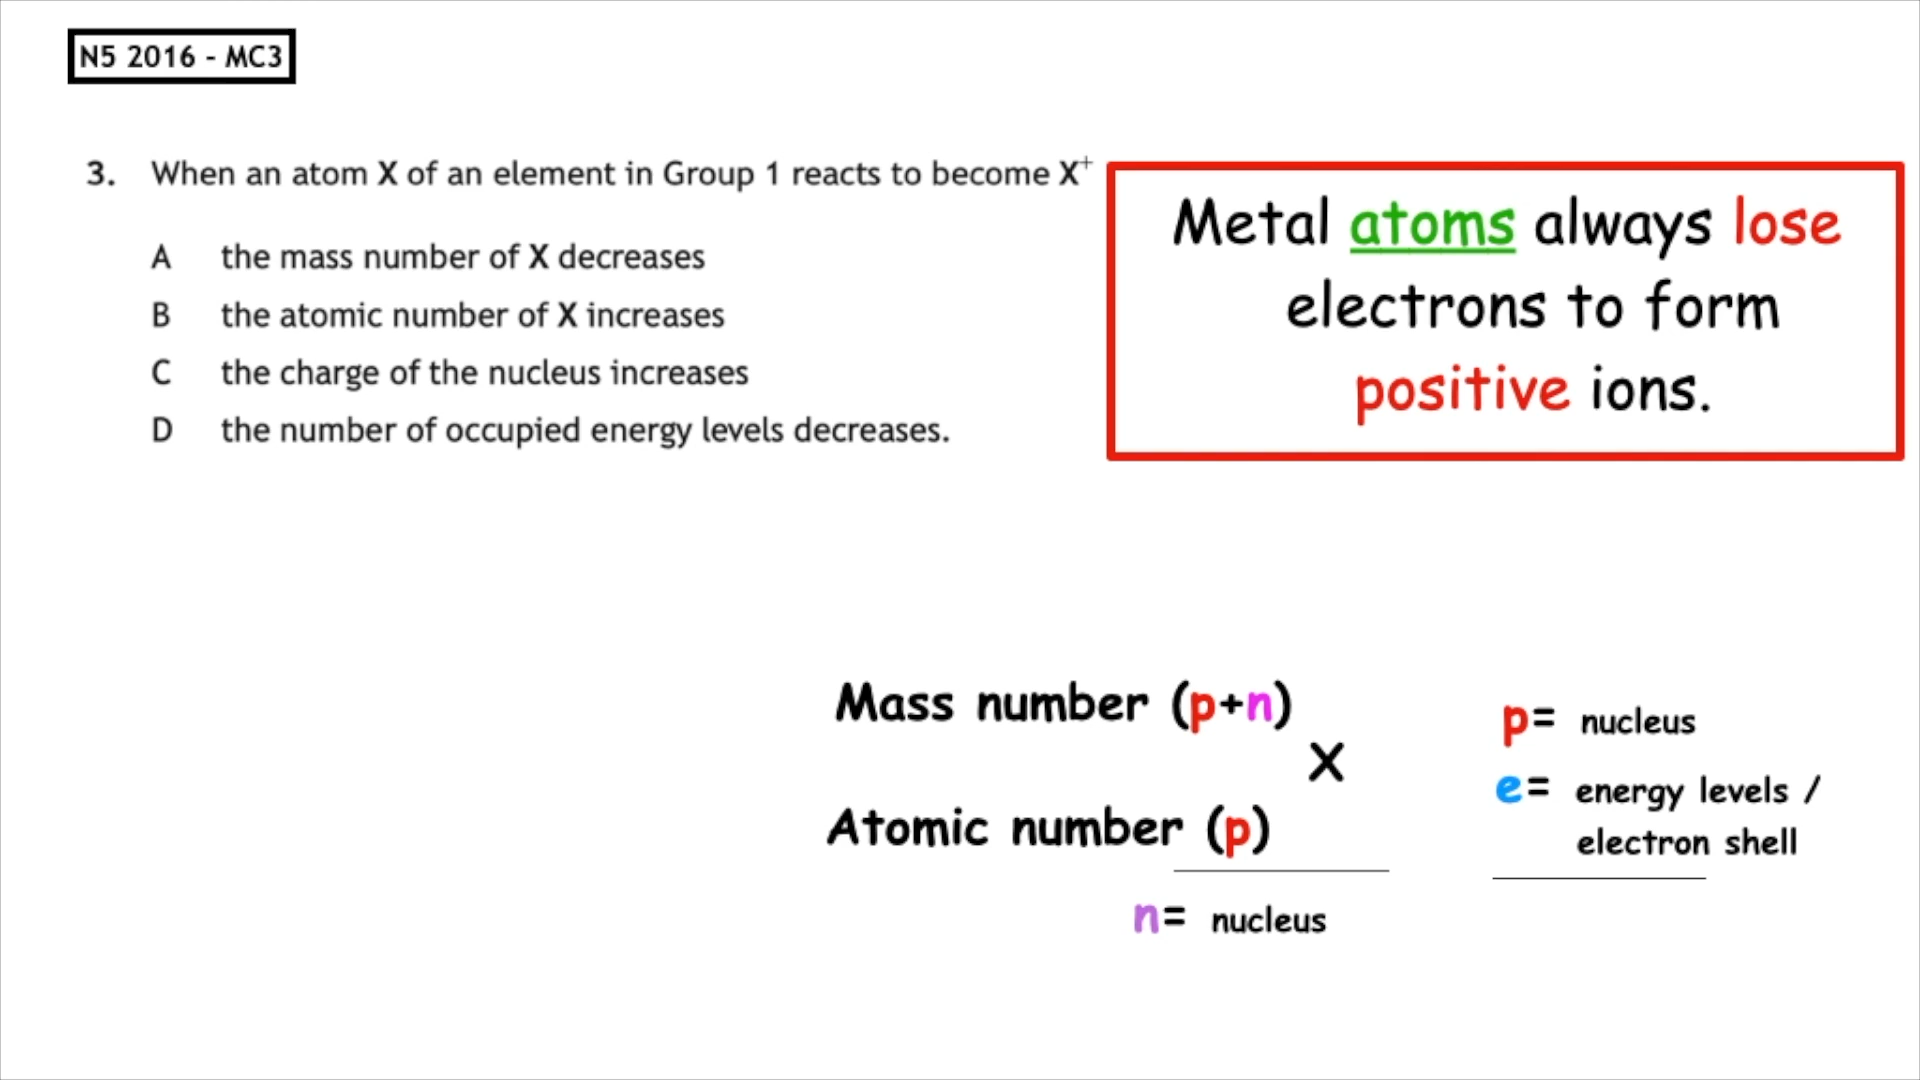 N5 2016 - MC3
3. When an atom X of an element in Group 1 reacts to become X⁺
A the mass number of X decreases
B the atomic number of X increases
C the charge of the nucleus increases
D the number of occupied energy levels decreases.
Metal atoms always lose
electrons to form
positive ions.
Mass number (p+n)
X
Atomic number (p)
n= nucleus
p= nucleus
e= energy levels /
electron shell